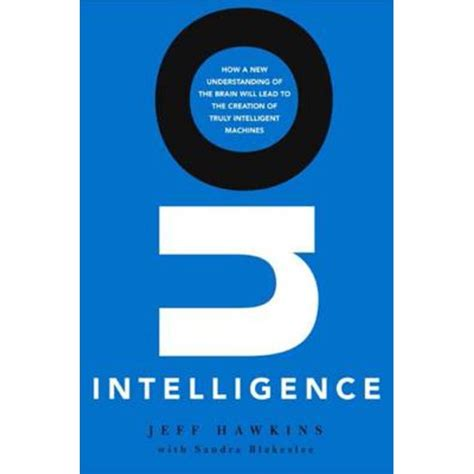 HOW A NEW
UNDERSTANDING OF
THE BRAIN WILL LEAD TO
THE CREATION OF
TRULY INTELLIGENT
MACHINES
On
INTELLIGENCE
JEFF HAWKINS
with Sandra Blakeslee